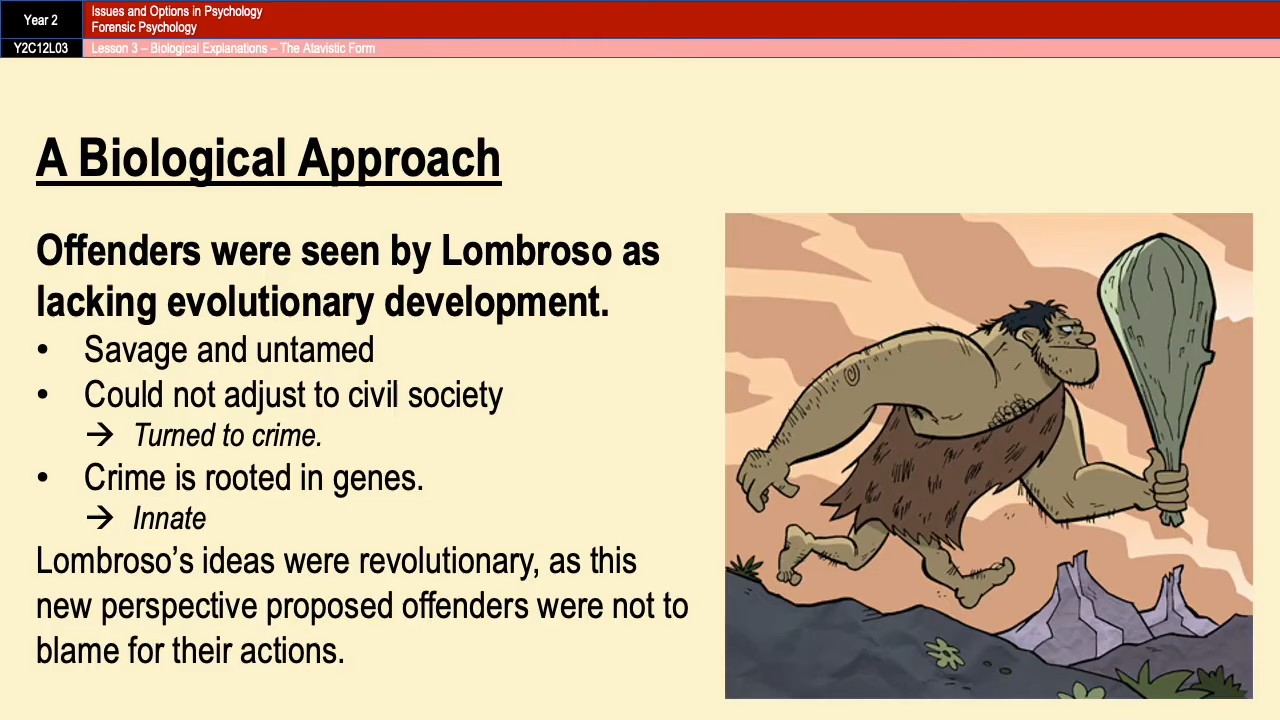 Year 2
Issues and Options in Psychology
Forensic Psychology
Y2C12L03
Lesson 3 – Biological Explanations – The Atavistic Form
A Biological Approach
Offenders were seen by Lombroso as
lacking evolutionary development.
• Savage and untamed
• Could not adjust to civil society
→ Turned to crime.
• Crime is rooted in genes.
→ Innate
Lombroso’s ideas were revolutionary, as this
new perspective proposed offenders were not to
blame for their actions.